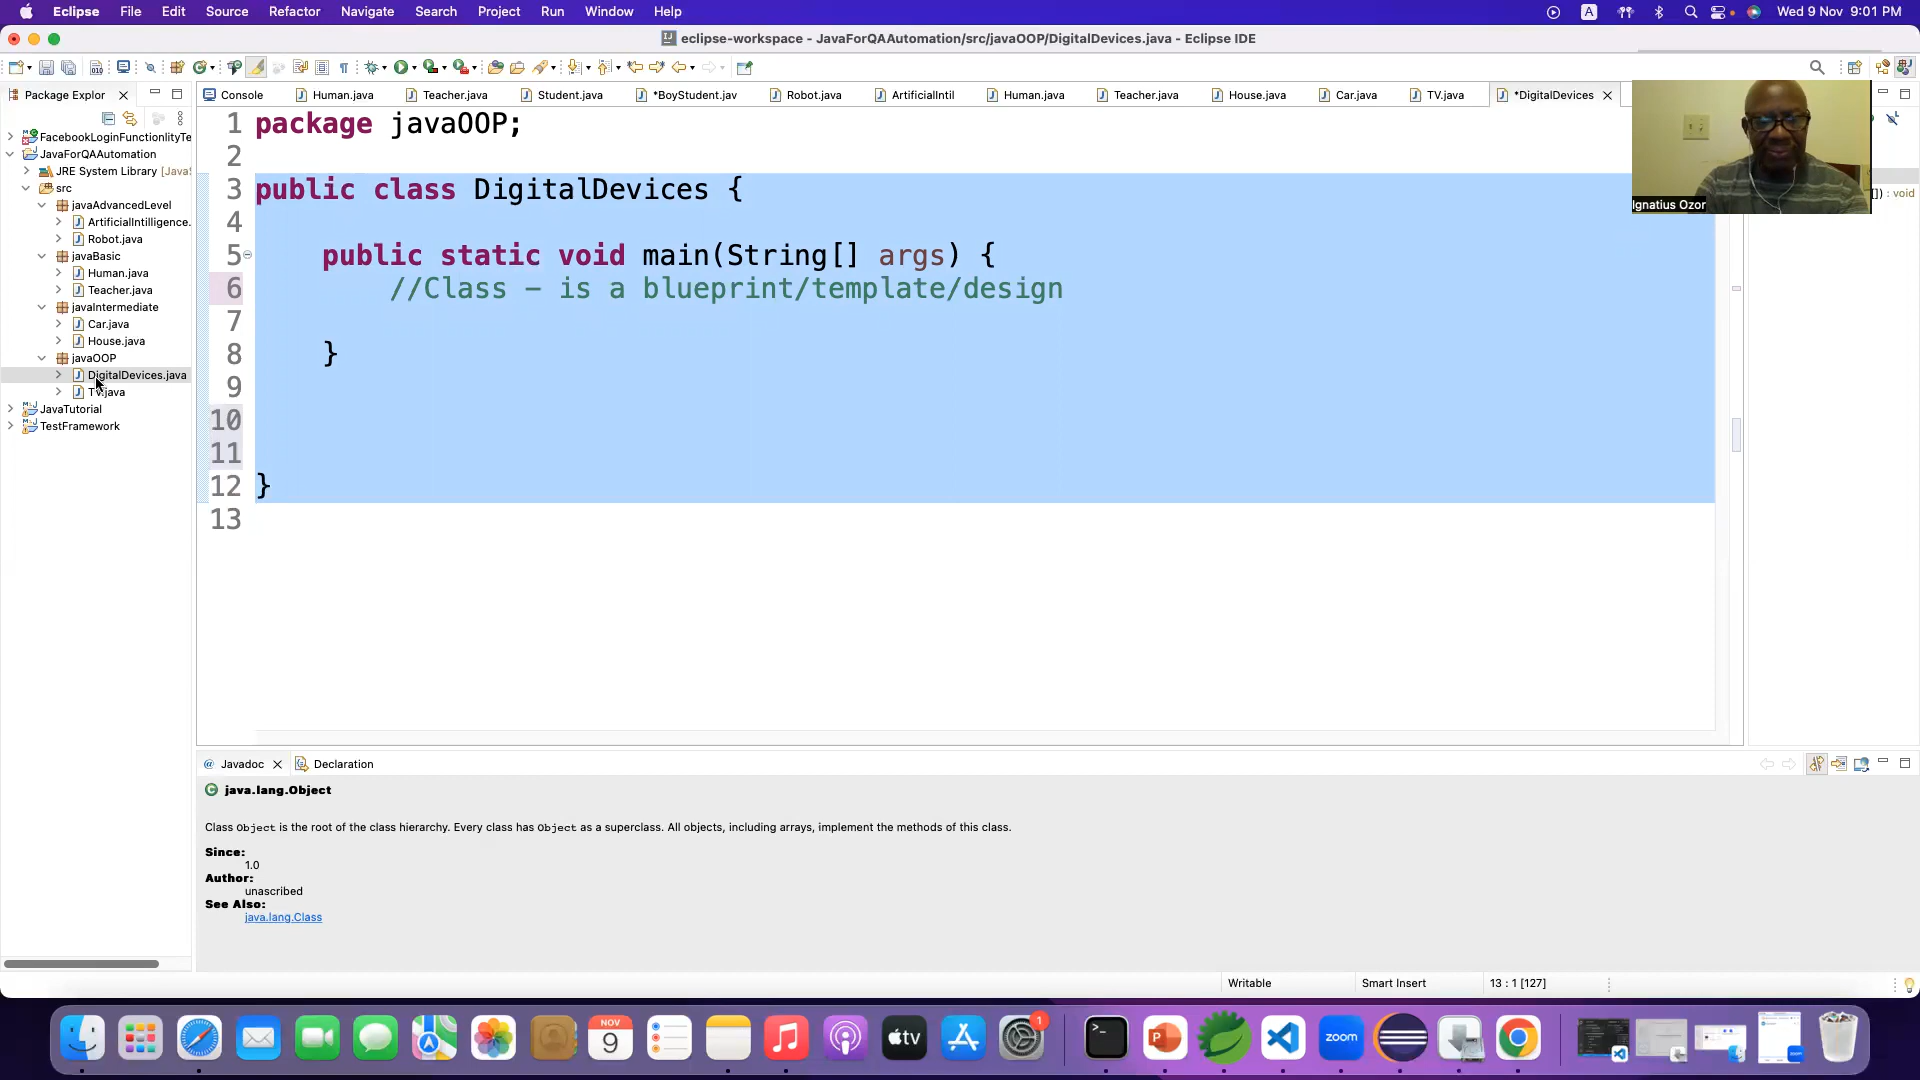 Eclipse File Edit Source Refactor Navigate Search Project Run Window Help A Wed 9 Nov 9:01 PM
eclipse-workspace - JavaForQAAutomation/src/javaOOP/DigitalDevices.java - Eclipse IDE
Package Explor Console Human.java Teacher.java Student.java *BoyStudent.jav Robot.java ArtificialIntil Human.java Teacher.java House.java Car.java TV.java *DigitalDevices
FacebookLoginFunctionlityTe
JavaForQAAutomation
JRE System Library [JavaS
src
javaAdvancedLevel
ArtificialIntilligence.
Robot.java
javaBasic
Human.java
Teacher.java
javaIntermediate
Car.java
House.java
javaOOP
DigitalDevices.java
TV.java
JavaTutorial
TestFramework
1 package javaOOP;
2
3 public class DigitalDevices {
4
5 public static void main(String[] args) {
6 //Class – is a blueprint/template/design
7
8 }
9
10
11
12 }
13
Ignatius Ozor
[]) : void
Javadoc Declaration
java.lang.Object
Class Object is the root of the class hierarchy. Every class has Object as a superclass. All objects, including arrays, implement the methods of this class.
Since:
1.0
Author:
unascribed
See Also:
java.lang.Class
Writable Smart Insert 13 : 1 [127]
NOV
9
tv
1
zoom